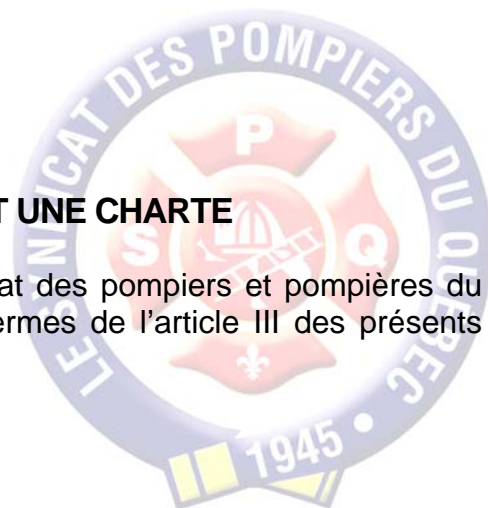 LE SYNDICAT DES POMPIERS DU QUÉBEC
P
S Q
1945
T UNE CHARTE
at des pompiers et pompières du
ermes de l’article III des présents